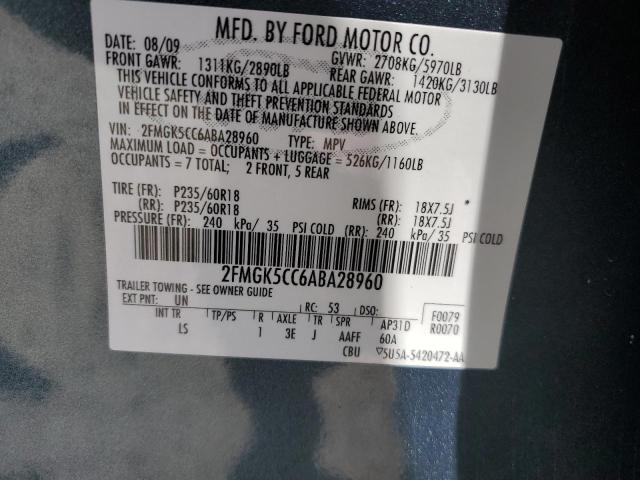 MFD. BY FORD MOTOR CO.
DATE: 08/09 GVWR: 2708KG/5970LB
FRONT GAWR: 1311KG/2890LB REAR GAWR: 1420KG/3130LB
THIS VEHICLE CONFORMS TO ALL APPLICABLE FEDERAL MOTOR
VEHICLE SAFETY AND THEFT PREVENTION STANDARDS
IN EFFECT ON THE DATE OF MANUFACTURE SHOWN ABOVE.
VIN: 2FMGK5CC6ABA28960 TYPE: MPV
MAXIMUM LOAD = OCCUPANTS + LUGGAGE = 526KG/1160LB
OCCUPANTS = 7 TOTAL; 2 FRONT, 5 REAR
TIRE (FR): P235/60R18 RIMS (FR): 18X7.5J *
(RR): P235/60R18 (RR): 18X7.5J
PRESSURE (FR): 240 kPa/ 35 PSI COLD (RR): 240 kPa/ 35 PSI COLD
2FMGK5CC6ABA28960
TRAILER TOWING - SEE OWNER GUIDE
EXT PNT: UN RC: 53 DSO: F0079
INT TR TP/PS R AXLE TR SPR AP31D R0070
LS 1 3E J AAFF 60A
CBU ▽5U5A-5420472-AA